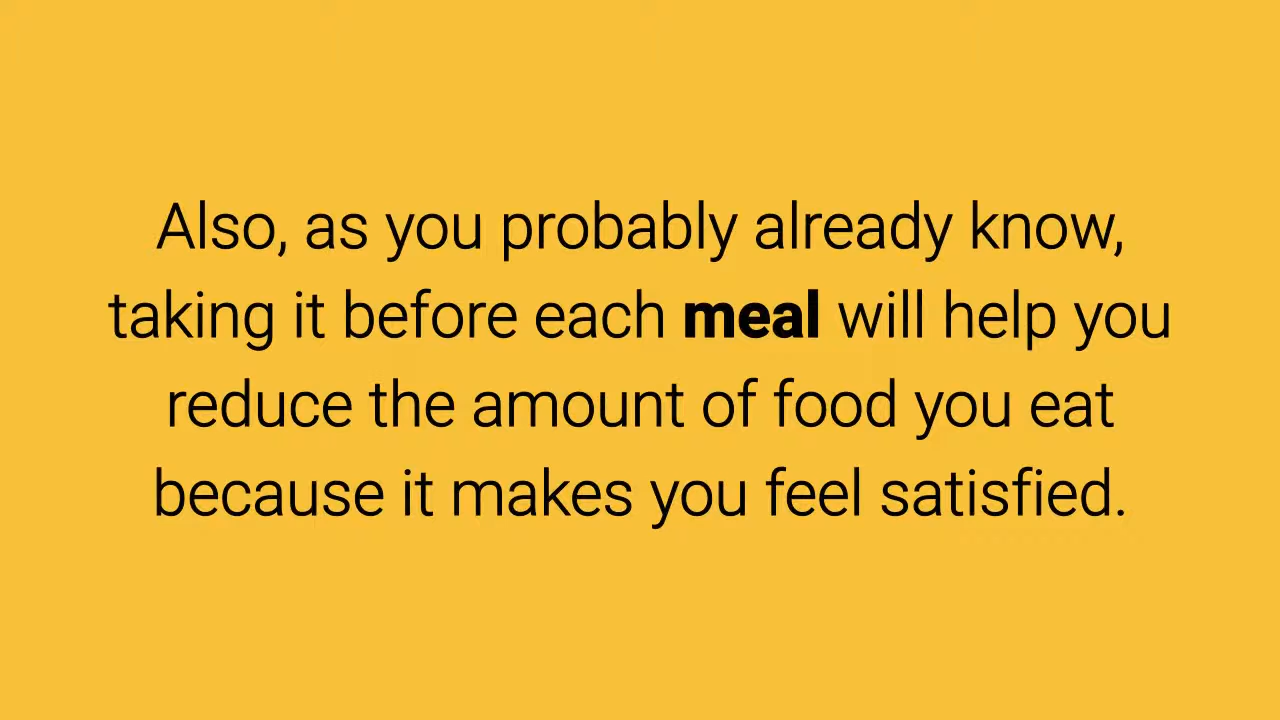 Also, as you probably already know,
taking it before each meal will help you
reduce the amount of food you eat
because it makes you feel satisfied.